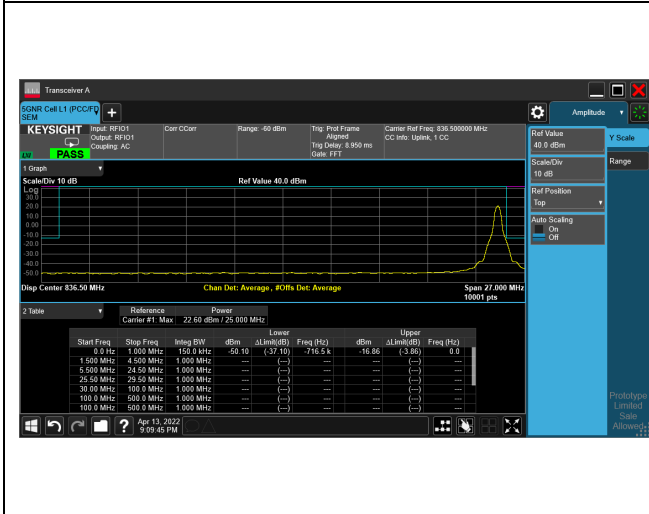 Transceiver A
5GNR Cell L1 (PCC/FD
SEM
+
Amplitude
KEYSIGHT
Input: RFIO1
Output: RFIO1
Coupling: AC
Corr CCorr
Range: -60 dBm
Trig: Prot Frame
Aligned
Trig Delay: 8.950 ms
Gate: FFT
Carrier Ref Freq: 836.500000 MHz
CC Info: Uplink, 1 CC
PASS
Ref Value
40.0 dBm
Y Scale
Scale/Div
10 dB
Range
Ref Position
Top
Auto Scaling
On
Off
1 Graph
Scale/Div 10 dB
Ref Value 40.0 dBm
Log
30.0
20.0
10.0
0.00
-10.0
-20.0
-30.0
-40.0
-50.0
Disp Center 836.50 MHz
Chan Det: Average , #Offs Det: Average
Span 27.000 MHz
10001 pts
2 Table
Reference Power
Carrier #1: Max 22.60 dBm / 25.000 MHz
Lower Upper
Start Freq Stop Freq Integ BW dBm ΔLimit(dB) Freq (Hz) dBm ΔLimit(dB) Freq (Hz)
0.0 Hz 1.000 MHz 150.0 kHz -50.10 (-37.10) -716.5 k -16.86 (-3.86) 0.0
1.500 MHz 4.500 MHz 1.000 MHz --- (---) --- --- (---) ---
5.500 MHz 24.50 MHz 1.000 MHz --- (---) --- --- (---) ---
25.50 MHz 29.50 MHz 1.000 MHz --- (---) --- --- (---) ---
30.00 MHz 100.0 MHz 1.000 MHz --- (---) --- --- (---) ---
100.0 MHz 500.0 MHz 1.000 MHz --- (---) --- --- (---) ---
100.0 MHz 500.0 MHz 1.000 MHz --- (---) --- --- (---) ---
Prototype
Limited
Sale
Allowed
?
Apr 13, 2022
9:09:45 PM